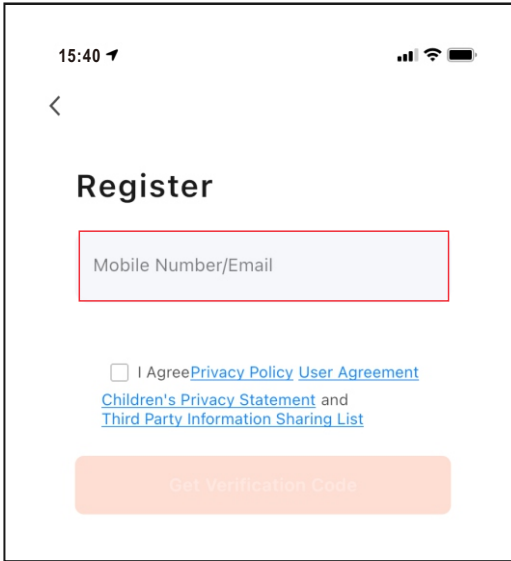 15:40
Register
Mobile Number/Email
I AgreePrivacy Policy User Agreement
Children's Privacy Statement and
Third Party Information Sharing List
Get Verification Code